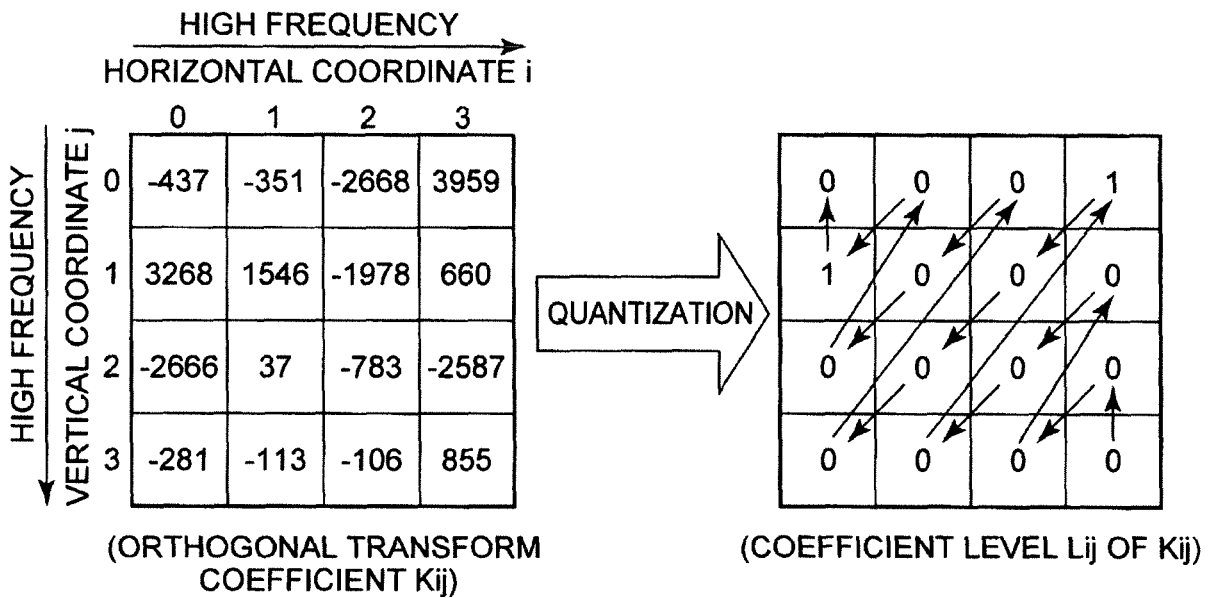 HIGH FREQUENCY
HORIZONTAL COORDINATE i
0 1 2 3
HIGH FREQUENCY
VERTICAL COORDINATE j
0 -437 -351 -2668 3959
1 3268 1546 -1978 660
2 -2666 37 -783 -2587
3 -281 -113 -106 855
(ORTHOGONAL TRANSFORM
COEFFICIENT Kij)
QUANTIZATION
0 0 0 1
1 0 0 0
0 0 0 0
0 0 0 0
(COEFFICIENT LEVEL Lij OF Kij)